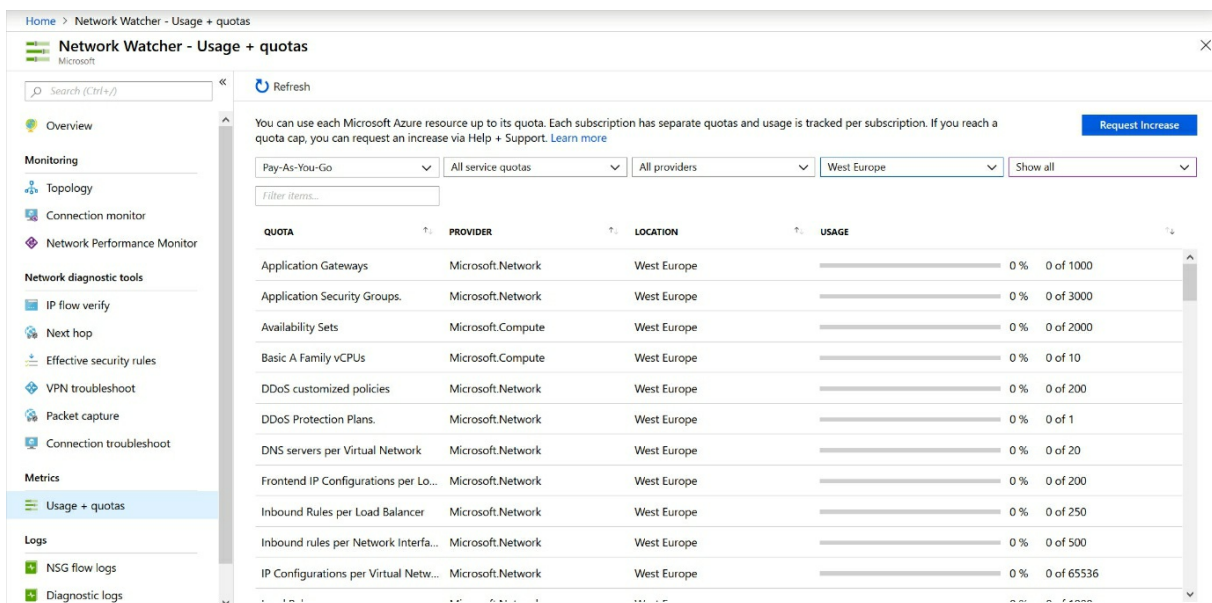 Home > Network Watcher - Usage + quotas
Network Watcher - Usage + quotas
Microsoft
Search (Ctrl+/)
Overview
Monitoring
Topology
Connection monitor
Network Performance Monitor
Network diagnostic tools
IP flow verify
Next hop
Effective security rules
VPN troubleshoot
Packet capture
Connection troubleshoot
Metrics
Usage + quotas
Logs
NSG flow logs
Diagnostic logs
Refresh
You can use each Microsoft Azure resource up to its quota. Each subscription has separate quotas and usage is tracked per subscription. If you reach a
quota cap, you can request an increase via Help + Support. Learn more
Request Increase
Pay-As-You-Go All service quotas All providers West Europe Show all
Filter items...
QUOTA PROVIDER LOCATION USAGE
Application Gateways Microsoft.Network West Europe 0 % 0 of 1000
Application Security Groups. Microsoft.Network West Europe 0 % 0 of 3000
Availability Sets Microsoft.Compute West Europe 0 % 0 of 2000
Basic A Family vCPUs Microsoft.Compute West Europe 0 % 0 of 10
DDoS customized policies Microsoft.Network West Europe 0 % 0 of 200
DDoS Protection Plans. Microsoft.Network West Europe 0 % 0 of 1
DNS servers per Virtual Network Microsoft.Network West Europe 0 % 0 of 20
Frontend IP Configurations per Lo... Microsoft.Network West Europe 0 % 0 of 200
Inbound Rules per Load Balancer Microsoft.Network West Europe 0 % 0 of 250
Inbound rules per Network Interfa... Microsoft.Network West Europe 0 % 0 of 500
IP Configurations per Virtual Netw... Microsoft.Network West Europe 0 % 0 of 65536